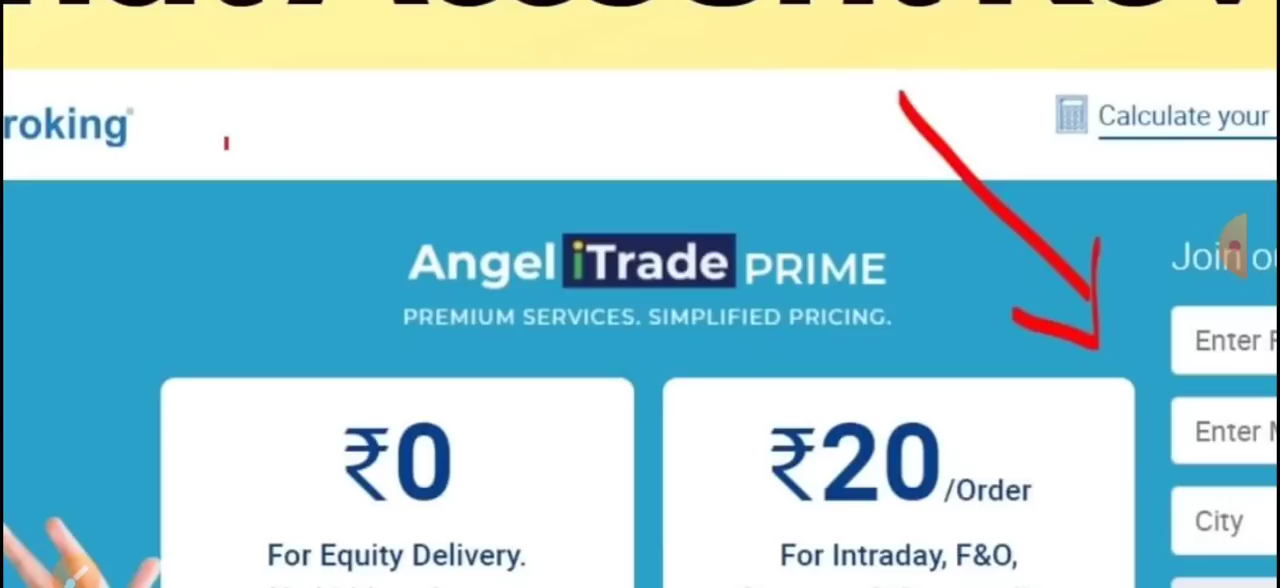 roking
Calculate your
Angel iTrade PRIME
PREMIUM SERVICES. SIMPLIFIED PRICING.
Join
Enter
Enter
City
₹0
For Equity Delivery.
₹20/Order
For Intraday, F&O,